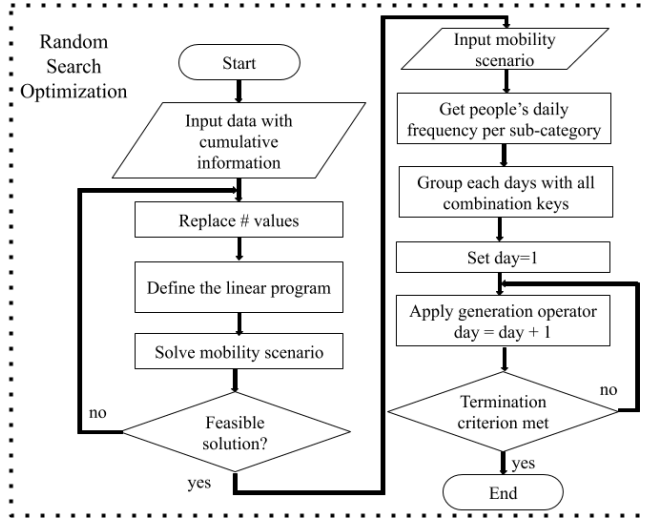 Random
Search
Optimization
Start
Input data with
cumulative
information
Replace # values
Define the linear program
Solve mobility scenario
Feasible
solution?
no
yes
Input mobility
scenario
Get people's daily
frequency per sub-category
Group each days with all
combination keys
Set day=1
Apply generation operator
day = day + 1
Termination
criterion met
no
yes
End